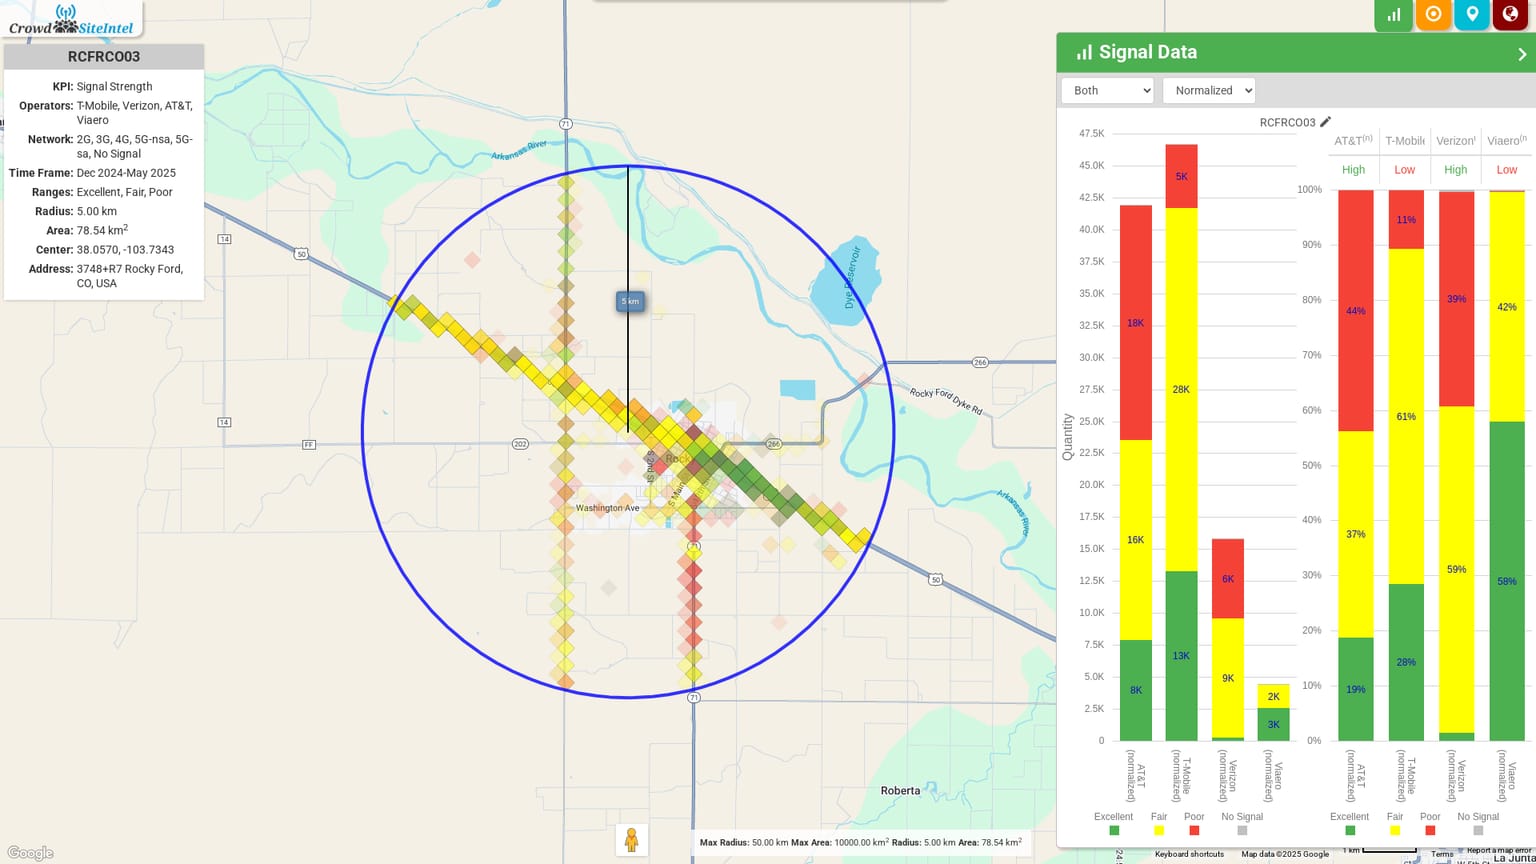 CrowdSiteIntel
RCFRCO03
KPI: Signal Strength
Operators: T-Mobile, Verizon, AT&T,
Viaero
Network: 2G, 3G, 4G, 5G-nsa, 5G-
sa, No Signal
Time Frame: Dec 2024-May 2025
Ranges: Excellent, Fair, Poor
Radius: 5.00 km
Area: 78.54 km2
Center: 38.0570, -103.7343
Address: 3748+R7 Rocky Ford,
CO, USA
71
Arkansas River
14
50
5 km
Dye Reservoir
266
Rocky Ford Dyke Rd
14
FF
202
266
Rock
S 2nd St
S Main
Washington Ave
Arkansas River
71
50
71
Roberta
Google
Max Radius: 50.00 km Max Area: 10000.00 km2 Radius: 5.00 km Area: 78.54 km2
Signal Data
Both
Normalized
RCFRCO03
Quantity
47.5K
45.0K
42.5K
40.0K
37.5K
35.0K
32.5K
30.0K
27.5K
25.0K
22.5K
20.0K
17.5K
15.0K
12.5K
10.0K
7.5K
5.0K
2.5K
0
18K
16K
8K
5K
28K
13K
6K
9K
2K
3K
AT&T (normalized)
T-Mobile (normalized)
Verizon (normalized)
Viaero (normalized)
Excellent Fair Poor No Signal
AT&T(n) T-Mobile Verizon Viaero(n
High Low High Low
100%
90%
80%
70%
60%
50%
40%
30%
20%
10%
0%
44%
37%
19%
11%
61%
28%
39%
59%
42%
58%
AT&T (normalized)
T-Mobile (normalized)
Verizon (normalized)
Viaero (normalized)
Excellent Fair Poor No Signal
Keyboard shortcuts Map data ©2025 Google 1 km Terms Report a map error